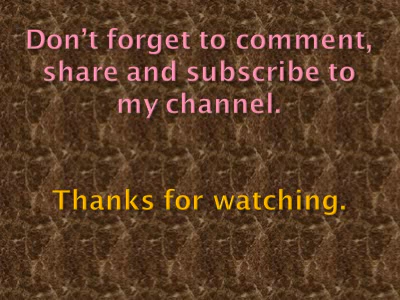 Don’t forget to comment,
share and subscribe to
my channel.
Thanks for watching.